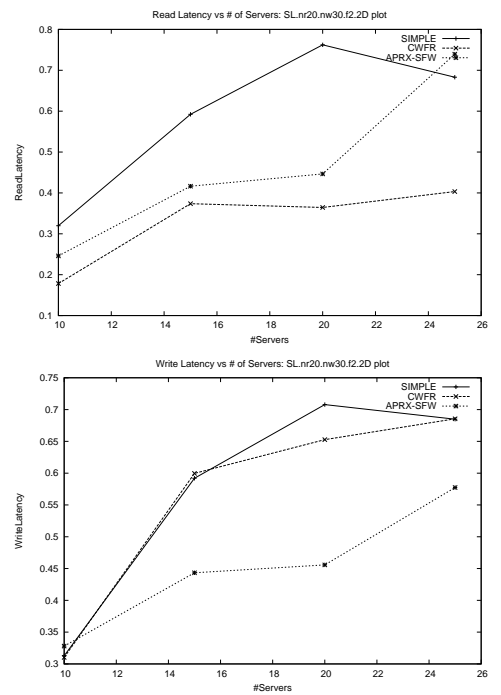 Read Latency vs # of Servers: SL.nr20.nw30.f2.2D plot
SIMPLE
CWFR
APRX-SFW
0.8
0.7
0.6
0.5
0.4
0.3
0.2
0.1
ReadLatency
10 12 14 16 18 20 22 24 26
#Servers
Write Latency vs # of Servers: SL.nr20.nw30.f2.2D plot
SIMPLE
CWFR
APRX-SFW
0.75
0.7
0.65
0.6
0.55
0.5
0.45
0.4
0.35
0.3
WriteLatency
10 12 14 16 18 20 22 24 26
#Servers